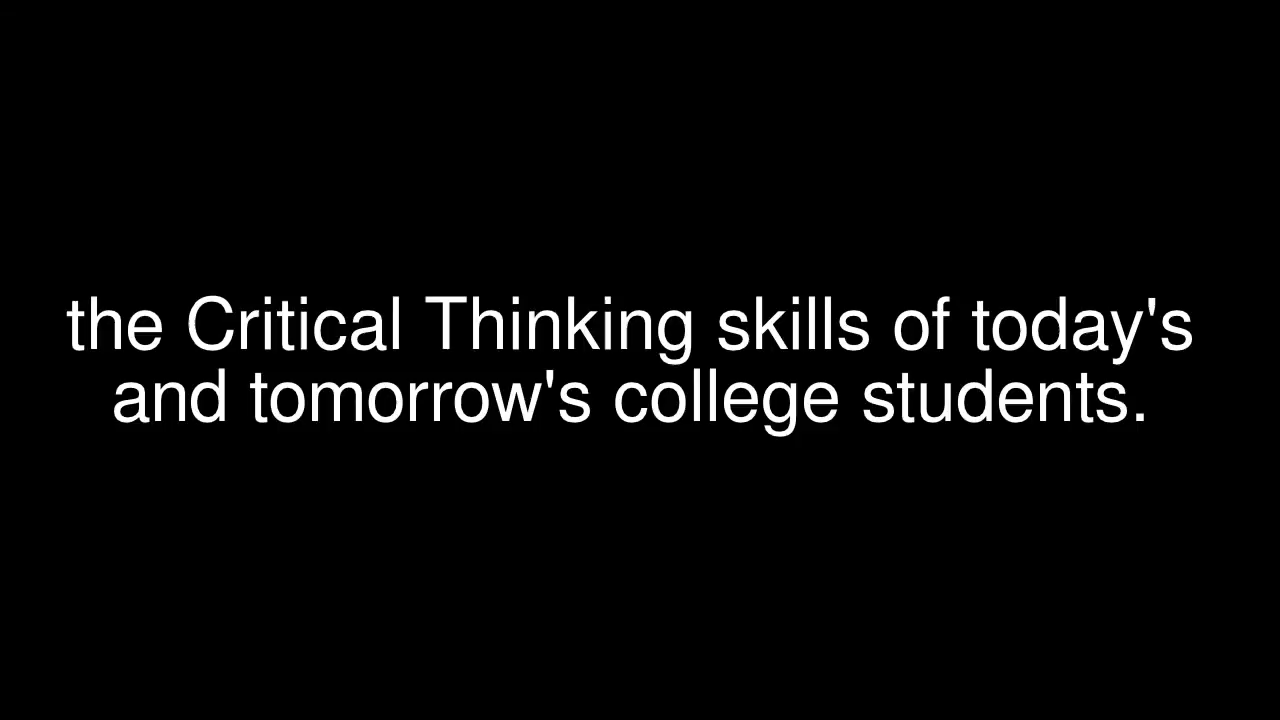 the Critical Thinking skills of today's
and tomorrow's college students.